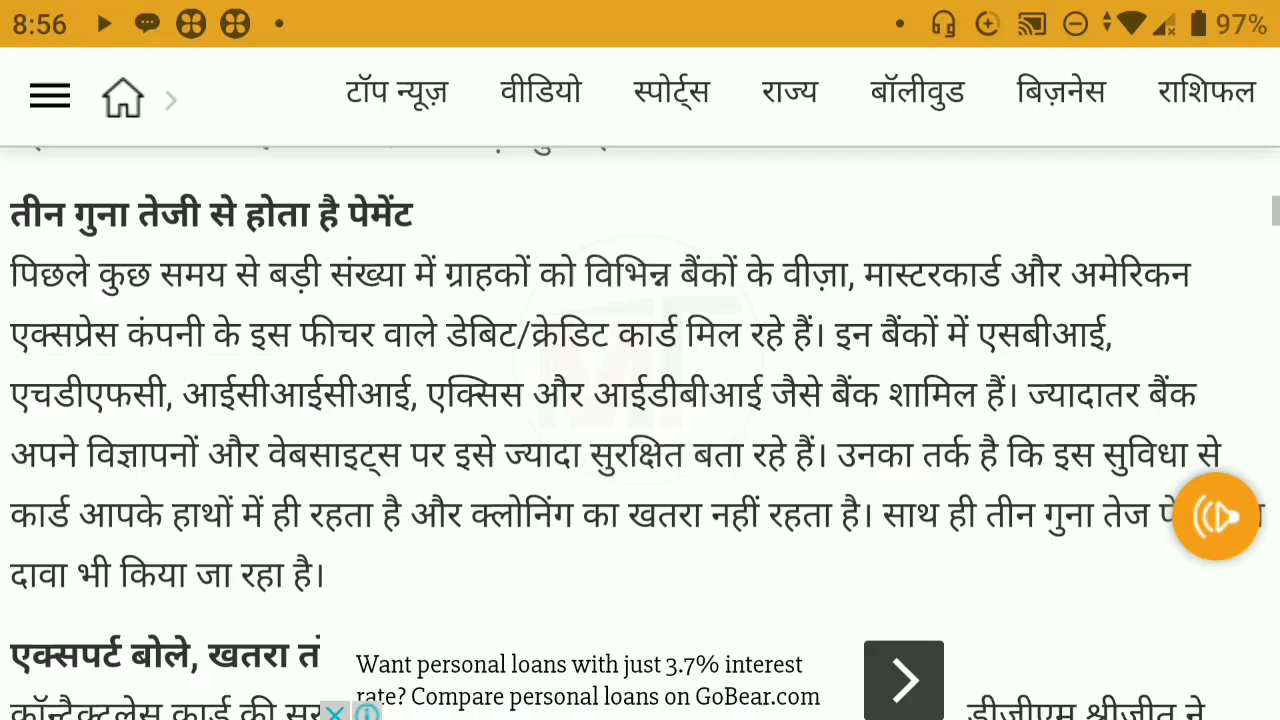 8:56 97%
टॉप न्यूज़ वीडियो स्पोर्ट्स राज्य बॉलीवुड बिज़नेस राशिफल
तीन गुना तेजी से होता है पेमेंट
पिछले कुछ समय से बड़ी संख्या में ग्राहकों को विभिन्न बैंकों के वीज़ा, मास्टरकार्ड और अमेरिकन
एक्सप्रेस कंपनी के इस फीचर वाले डेबिट/क्रेडिट कार्ड मिल रहे हैं। इन बैंकों में एसबीआई,
एचडीएफसी, आईसीआईसीआई, एक्सिस और आईडीबीआई जैसे बैंक शामिल हैं। ज्यादातर बैंक
अपने विज्ञापनों और वेबसाइट्स पर इसे ज्यादा सुरक्षित बता रहे हैं। उनका तर्क है कि इस सुविधा से
कार्ड आपके हाथों में ही रहता है और क्लोनिंग का खतरा नहीं रहता है। साथ ही तीन गुना तेज
दावा भी किया जा रहा है।
एक्सपर्ट बोले, खतरा
Want personal loans with just 3.7% interest
rate? Compare personal loans on GoBear.com
कॉन्टैक्टलेस कार्ड की डीजीएम श्रीजीत ने